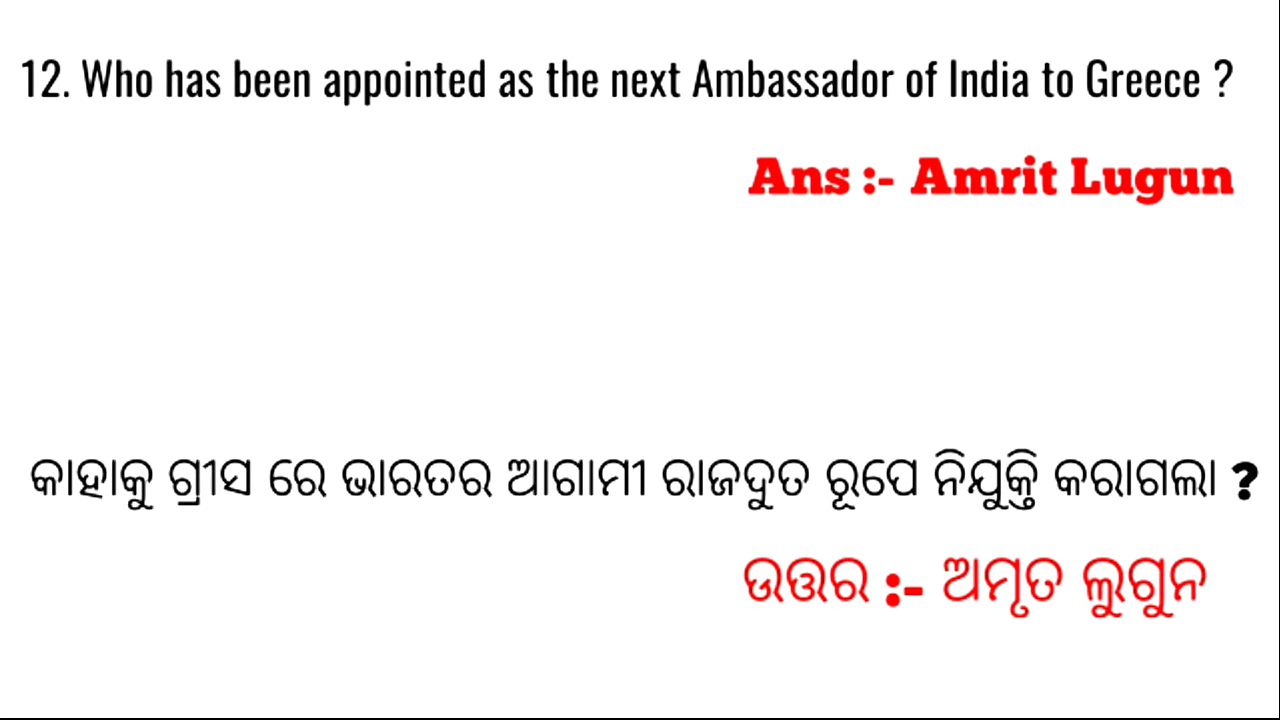 12. Who has been appointed as the next Ambassador of India to Greece ?
Ans :- Amrit Lugun
କାହାକୁ ଗ୍ରୀସ ରେ ଭାରତର ଆଗାମୀ ରାଜଦୁତ ରୂପେ ନିଯୁକ୍ତି କରାଗଲା ?
ଉତ୍ତର :- ଅମୃତ ଲୁଗୁନ